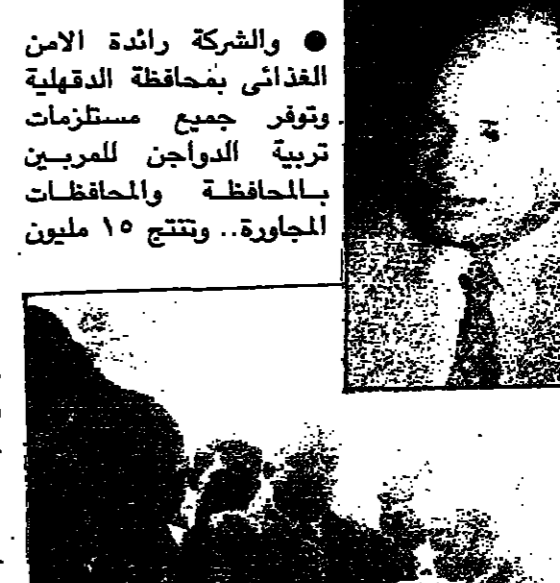 ● والشركة رائدة الامن
الغذائى بمحافظة الدقهلية
وتوفر جميع مستلزمات
تربية الدواجن للمربين
بالمحافظة والمحافظات
المجاورة.. وتنتج ١٥ مليون